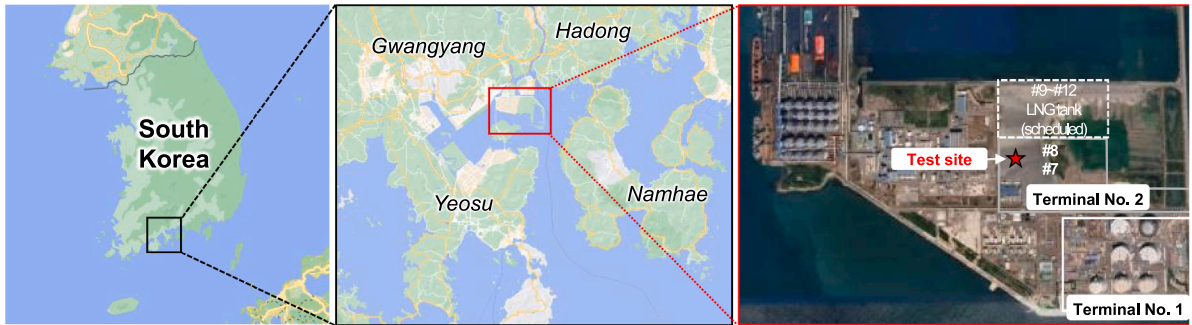 South
Korea
Gwangyang
Hadong
Yeosu
Namhae
#9~#12
LNG tank
(scheduled)
Test site
#8
#7
Terminal No. 2
Terminal No. 1